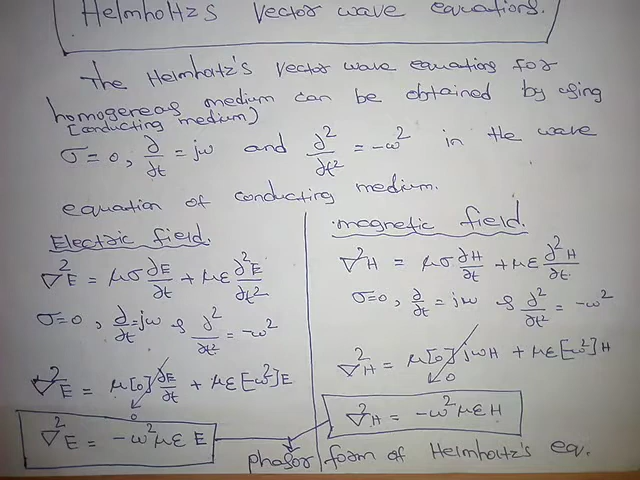 Helmholtz's vector wave equations.
The Helmholtz's vector wave equations for
homogereas medium can be obtained by using
[conducting medium]
σ=0, ∂/∂t = jω and ∂²/∂t² = -ω² in the wave
equation of conducting medium.
Electric field.
∇²E = μσ ∂E/∂t + με ∂²E/∂t²
σ=0, ∂/∂t = jω & ∂²/∂t² = -ω²
∇²E = μ[0] ∂E/∂t + με[-ω²]E
0
∇²E = -ω²με E
magnetic field.
∇²H = μσ ∂H/∂t + με ∂²H/∂t²
σ=0, ∂/∂t = jω & ∂²/∂t² = -ω²
∇²H = μ[0] jωH + με[-ω²]H
0
∇²H = -ω²με H
phasor form of Helmholtz's eq.